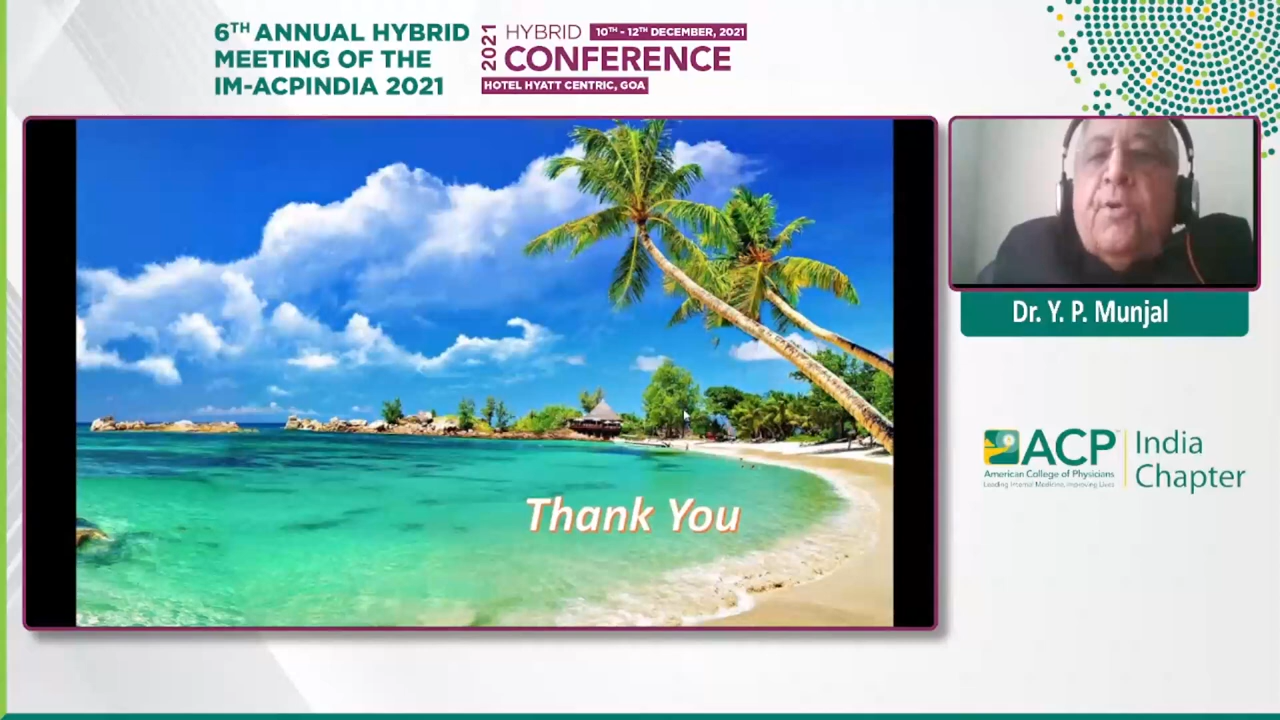 6TH ANNUAL HYBRID
MEETING OF THE
IM-ACPINDIA 2021
2021
HYBRID 10TH - 12TH DECEMBER, 2021
CONFERENCE
HOTEL HYATT CENTRIC, GOA
Thank You
Dr. Y. P. Munjal
ACP™
American College of Physicians
Leading Internal Medicine, Improving Lives
India
Chapter